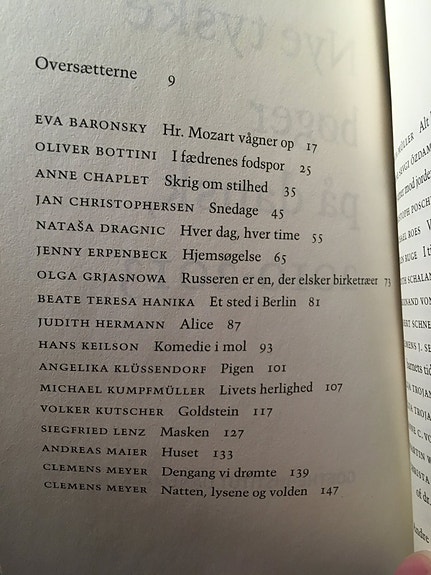 Oversætterne 9
EVA BARONSKY Hr. Mozart vågner op 17
OLIVER BOTTINI I fædrenes fodspor 25
ANNE CHAPLET Skrig om stilhed 35
JAN CHRISTOPHERSEN Snedage 45
NATAŠA DRAGNIC Hver dag, hver time 55
JENNY ERPENBECK Hjemsøgelse 65
OLGA GRJASNOWA Russeren er en, der elsker birketræer 73
BEATE TERESA HANIKA Et sted i Berlin 81
JUDITH HERMANN Alice 87
HANS KEILSON Komedie i mol 93
ANGELIKA KLÜSSENDORF Pigen 101
MICHAEL KUMPFMÜLLER Livets herlighed 107
VOLKER KUTSCHER Goldstein 117
SIEGFRIED LENZ Masken 127
ANDREAS MAIER Huset 133
CLEMENS MEYER Dengang vi drømte 139
CLEMENS MEYER Natten, lysene og volden 147